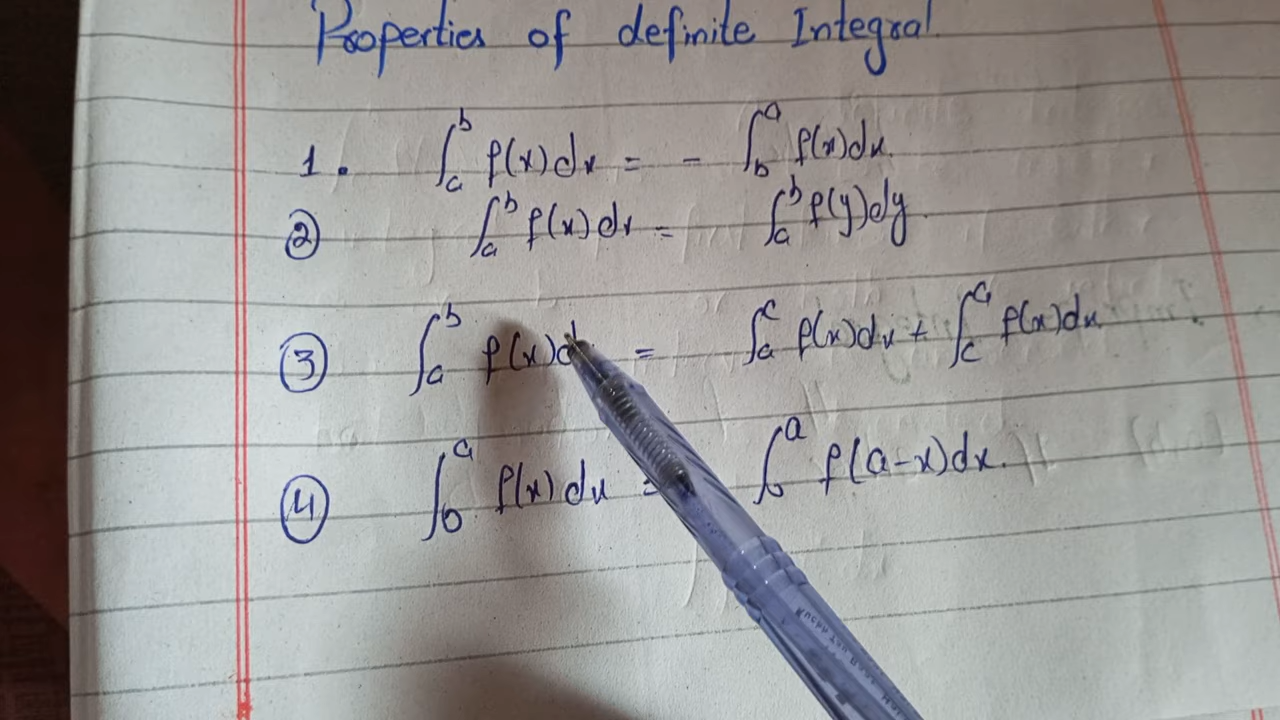 Properties of definite Integral.
1. ∫_a^b f(x)dx = - ∫_b^a f(x)dx.
② ∫_a^b f(x)dx = ∫_a^b f(y)dy.
③ ∫_a^b f(x)d = ∫_a^c f(x)dx + ∫_c^a f(x)dx.
④ ∫_0^a f(x)dx = ∫_0^a f(a-x)dx.